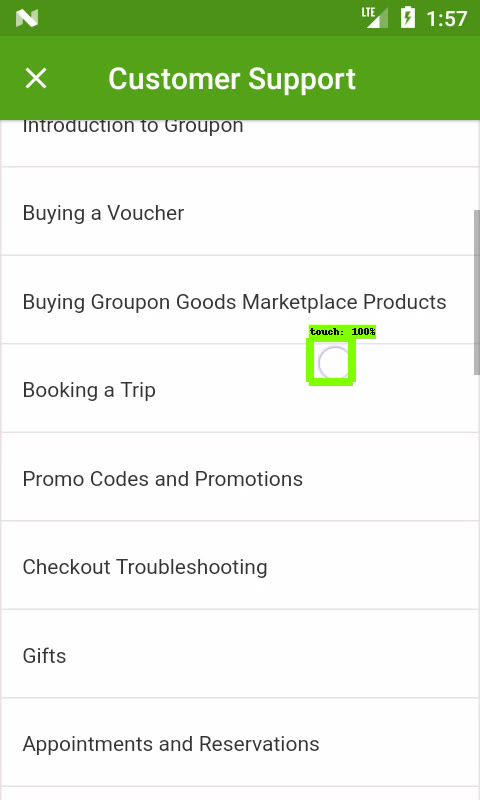 LTE
1:57
Customer Support
Introduction to Groupon
Buying a Voucher
Buying Groupon Goods Marketplace Products
touch: 100%
Booking a Trip
Promo Codes and Promotions
Checkout Troubleshooting
Gifts
Appointments and Reservations